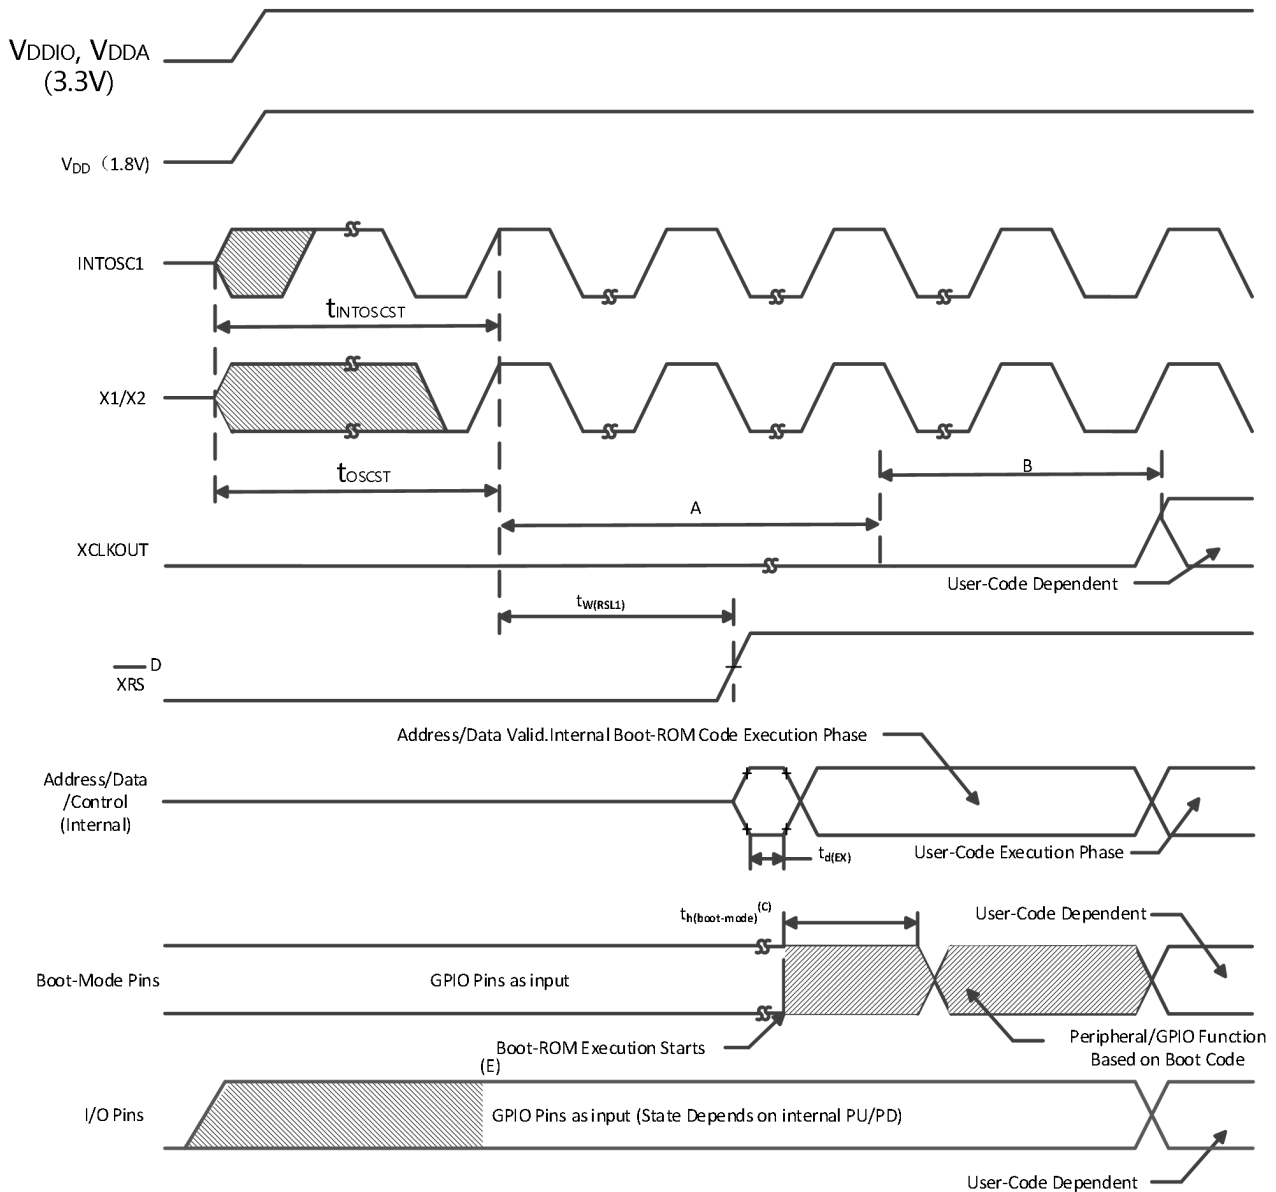 VDDIO, VDDA
(3.3V)
VDD（1.8V)
INTOSC1
tINTOSCST
X1/X2
tOSCST
B
A
XCLKOUT
User-Code Dependent
tW(RSL1)
D
XRS
Address/Data Valid.Internal Boot-ROM Code Execution Phase
Address/Data
/Control
(Internal)
User-Code Execution Phase
td(EX)
th(boot-mode)(C)
User-Code Dependent
Boot-Mode Pins
GPIO Pins as input
Boot-ROM Execution Starts
Peripheral/GPIO Function
Based on Boot Code
(E)
I/O Pins
GPIO Pins as input (State Depends on internal PU/PD)
User-Code Dependent